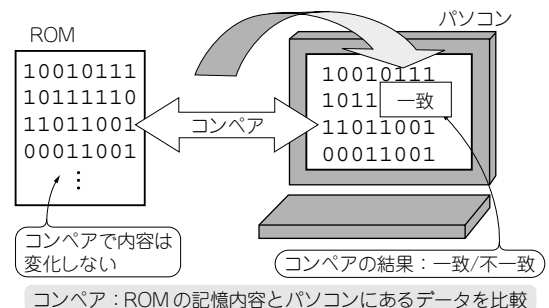 ROM
10010111
10111110
11011001
00011001
⋮
コンペアで内容は
変化しない
コンペア
パソコン
10010111
1011
一致
11011001
00011001
コンペアの結果：一致/不一致
コンペア：ROMの記憶内容とパソコンにあるデータを比較